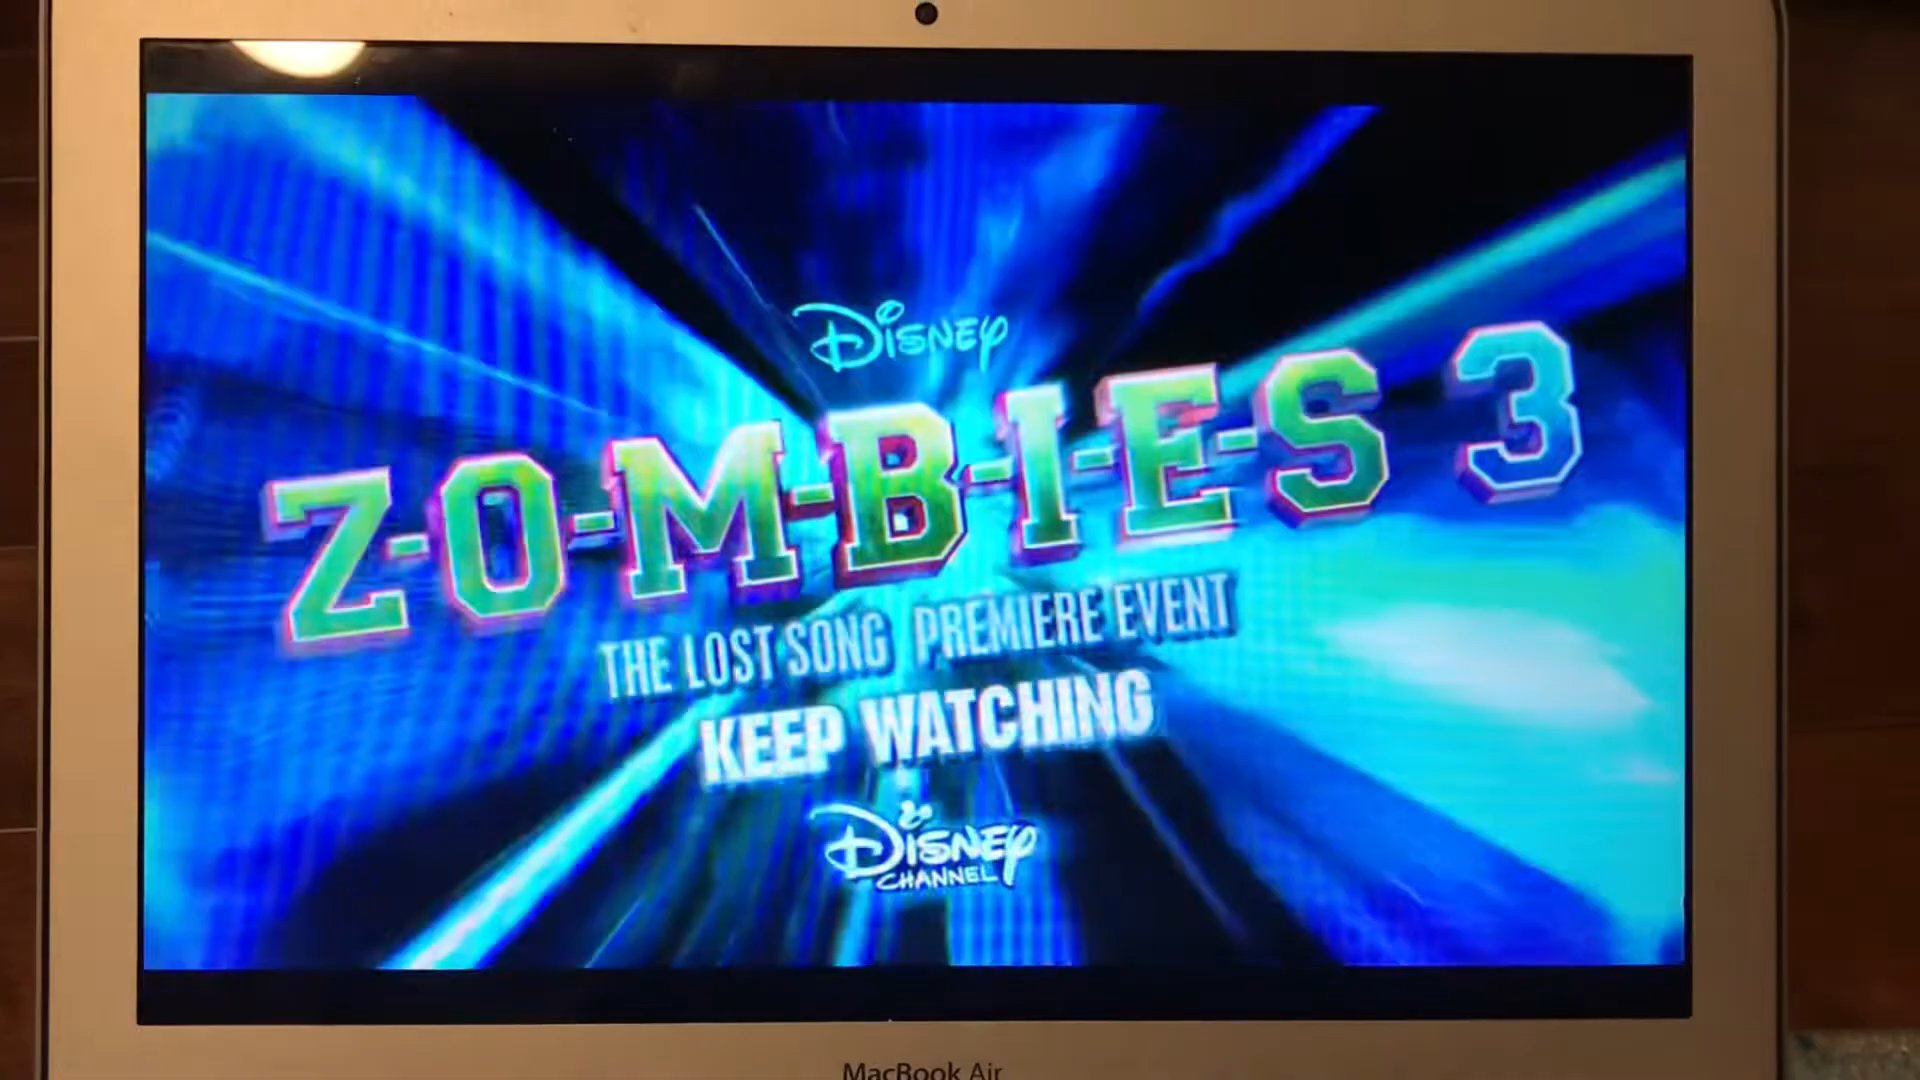 Disney
Z-O-M-B-I-E-S 3
THE LOST SONG PREMIERE EVENT
KEEP WATCHING
Disney
CHANNEL
MacBook Air